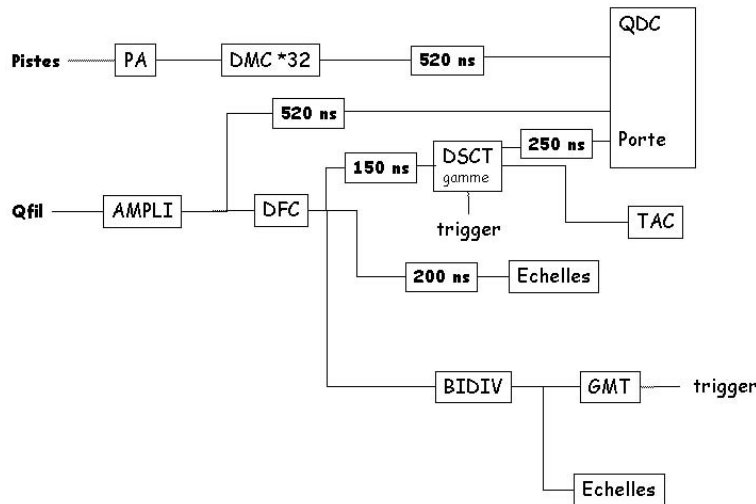 QDC
Pistes
PA
DMC *32
520 ns
520 ns
250 ns
Porte
150 ns
DSCT
gamme
trigger
Qfil
AMPLI
DFC
TAC
200 ns
Echelles
BIDIV
GMT
trigger
Echelles